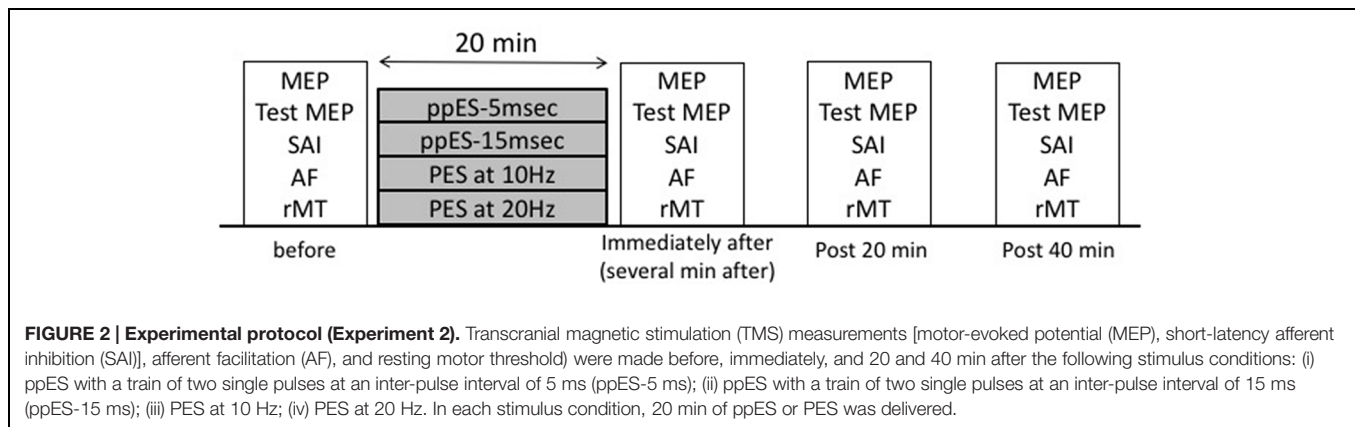 20 min
MEP
Test MEP
SAI
AF
rMT
before
ppES-5msec
ppES-15msec
PES at 10Hz
PES at 20Hz
MEP
Test MEP
SAI
AF
rMT
Immediately after
(several min after)
MEP
Test MEP
SAI
AF
rMT
Post 20 min
MEP
Test MEP
SAI
AF
rMT
Post 40 min
FIGURE 2 | Experimental protocol (Experiment 2). Transcranial magnetic stimulation (TMS) measurements [motor-evoked potential (MEP), short-latency afferent
inhibition (SAI)], afferent facilitation (AF), and resting motor threshold) were made before, immediately, and 20 and 40 min after the following stimulus conditions: (i)
ppES with a train of two single pulses at an inter-pulse interval of 5 ms (ppES-5 ms); (ii) ppES with a train of two single pulses at an inter-pulse interval of 15 ms
(ppES-15 ms); (iii) PES at 10 Hz; (iv) PES at 20 Hz. In each stimulus condition, 20 min of ppES or PES was delivered.